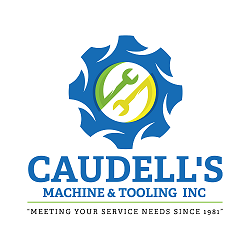 CAUDELL'S
MACHINE & TOOLING INC
"MEETING YOUR SERVICE NEEDS SINCE 1981"